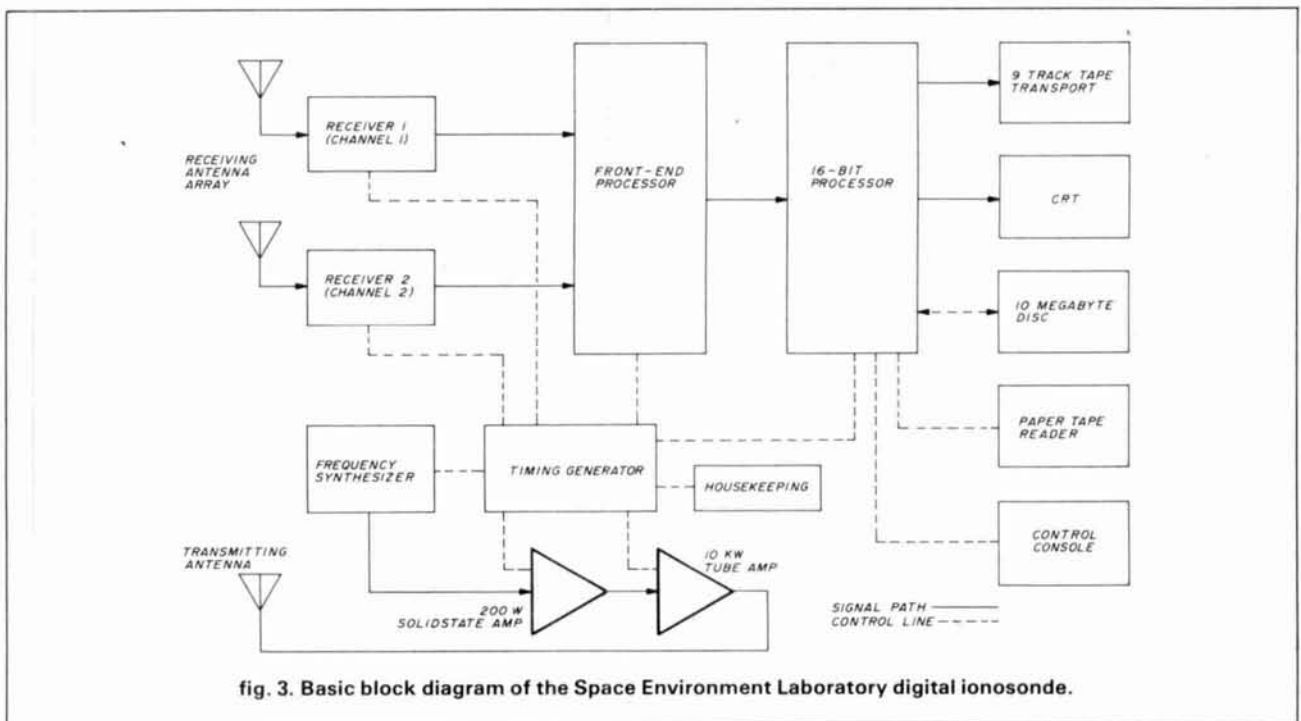 RECEIVING
ANTENNA
ARRAY
RECEIVER 1
(CHANNEL 1)
RECEIVER 2
(CHANNEL 2)
FRONT-END
PROCESSOR
16-BIT
PROCESSOR
9 TRACK TAPE
TRANSPORT
CRT
10 MEGABYTE
DISC
PAPER TAPE
READER
CONTROL
CONSOLE
FREQUENCY
SYNTHESIZER
TIMING GENERATOR
HOUSEKEEPING
TRANSMITTING
ANTENNA
200 W
SOLIDSTATE AMP
10 KW
TUBE AMP
SIGNAL PATH
CONTROL LINE
fig. 3. Basic block diagram of the Space Environment Laboratory digital ionosonde.